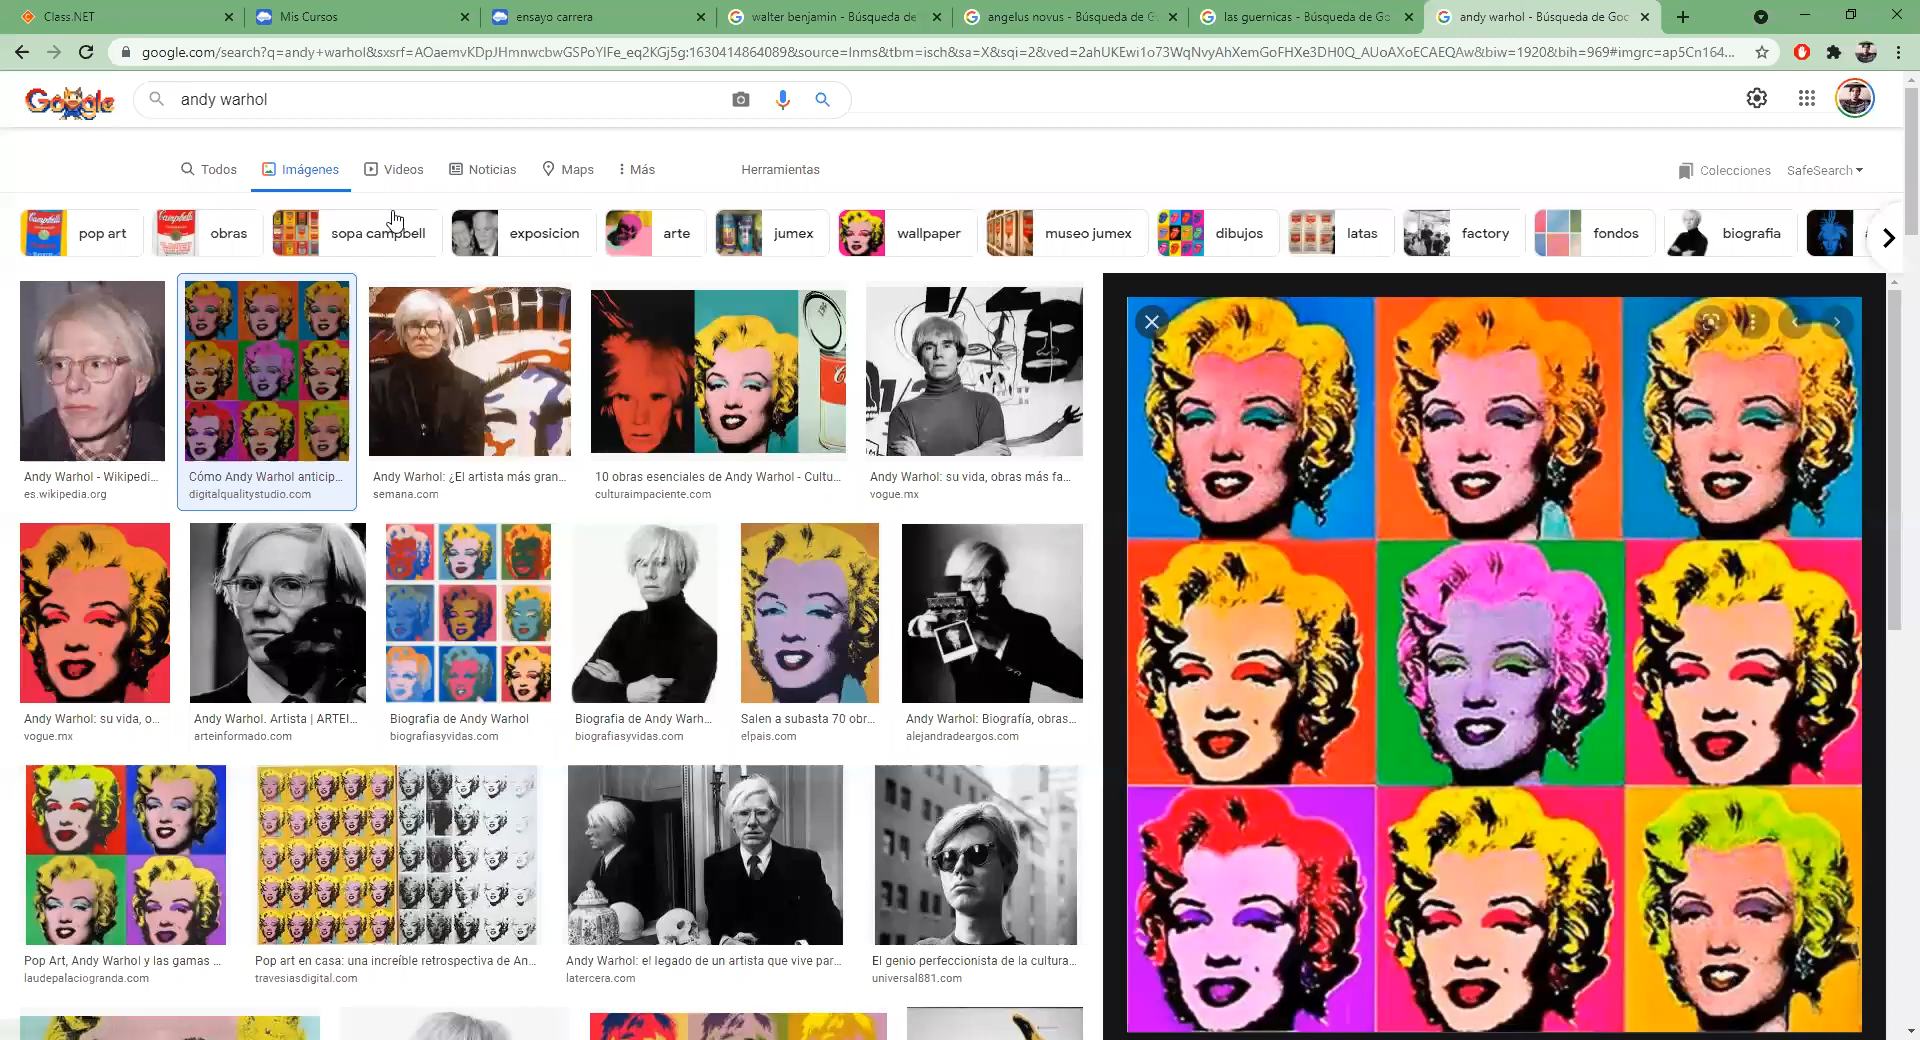 Class.NET
Mis Cursos
ensayo carrera
walter benjamin - Búsqueda de
angelus novus - Búsqueda de G
las guernicas - Búsqueda de Go
andy warhol - Búsqueda de Goo
google.com/search?q=andy+warhol&sxsrf=AOaemvKDpJHmnwcbwGSPoYlFe_eq2KGj5g:1630414864089&source=lnms&tbm=isch&sa=X&sqi=2&ved=2ahUKEwi1o73WqNvyAhXemGoFHXe3DH0Q_AUoAXoECAEQAw&biw=1920&bih=969#imgrc=ap5Cn164...
Google
andy warhol
Todos
Imágenes
Videos
Noticias
Maps
Más
Herramientas
Colecciones
SafeSearch
pop art
obras
sopa campbell
exposicion
arte
jumex
wallpaper
museo jumex
dibujos
latas
factory
fondos
biografia
Andy Warhol - Wikipedi...
es.wikipedia.org
Cómo Andy Warhol anticip...
digitalqualitystudio.com
Andy Warhol: ¿El artista más gran...
semana.com
10 obras esenciales de Andy Warhol - Cultu...
culturaimpaciente.com
Andy Warhol: su vida, obras más fa...
vogue.mx
Andy Warhol: su vida, o...
vogue.mx
Andy Warhol. Artista | ARTEI...
arteinformado.com
Biografia de Andy Warhol
biografiasyvidas.com
Biografia de Andy Warh...
biografiasyvidas.com
Salen a subasta 70 obr...
elpais.com
Andy Warhol: Biografía, obras...
alejandradeargos.com
Pop Art, Andy Warhol y las gamas ...
laudepalaciogranda.com
Pop art en casa: una increíble retrospectiva de An...
travesiasdigital.com
Andy Warhol: el legado de un artista que vive par...
latercera.com
El genio perfeccionista de la cultura...
universal881.com